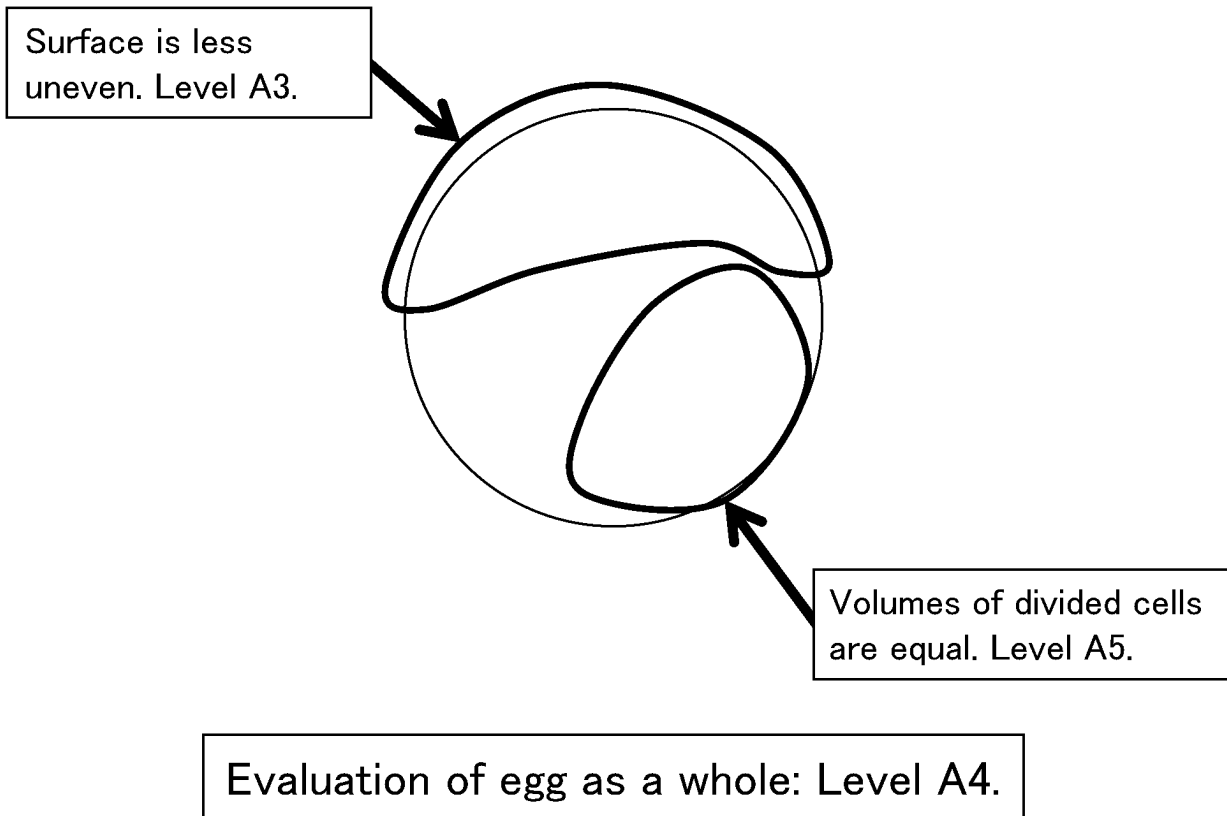 Surface is less
uneven. Level A3.
Volumes of divided cells
are equal. Level A5.
Evaluation of egg as a whole: Level A4.